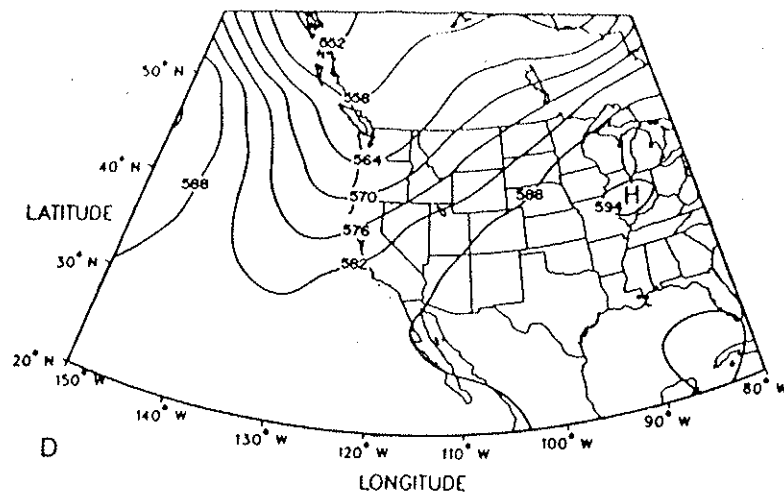 552
50° N
558
40° N
564
588
570
588
H
594
LATITUDE
576
30° N
582
20° N
150° W
80° W
140° W
90° W
130° W
100° W
120° W
110° W
D
LONGITUDE